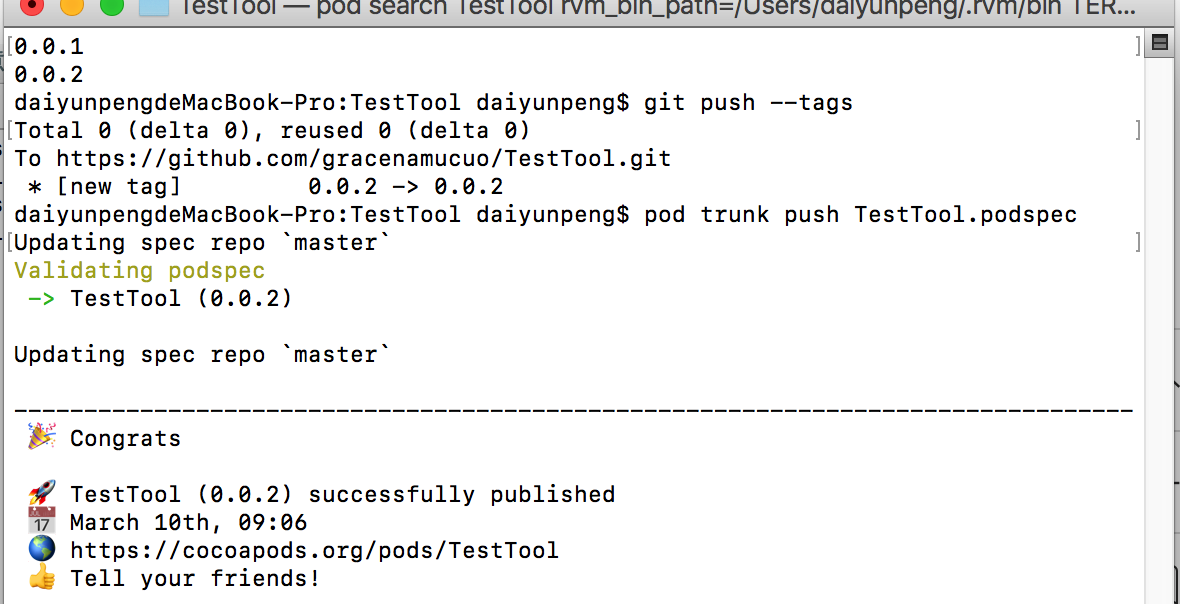 TestTool — pod search TestTool rvm_bin_path=/Users/daiyunpeng/.rvm/bin TER...
[0.0.1 ]
0.0.2
daiyunpengdeMacBook-Pro:TestTool daiyunpeng$ git push --tags
[Total 0 (delta 0), reused 0 (delta 0) ]
To https://github.com/gracenamucuo/TestTool.git
 * [new tag]         0.0.2 -> 0.0.2
daiyunpengdeMacBook-Pro:TestTool daiyunpeng$ pod trunk push TestTool.podspec
[Updating spec repo `master` ]
Validating podspec
 -> TestTool (0.0.2)
Updating spec repo `master`
--------------------------------------------------------------------------------
🎉 Congrats
🚀 TestTool (0.0.2) successfully published
📅 March 10th, 09:06
🌎 https://cocoapods.org/pods/TestTool
👍 Tell your friends!